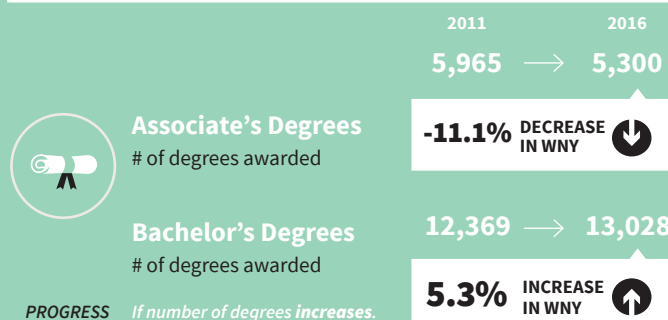 2011 2016
5,965 → 5,300
Associate's Degrees
# of degrees awarded
-11.1% DECREASE
IN WNY
12,369 → 13,028
Bachelor's Degrees
# of degrees awarded
5.3% INCREASE
IN WNY
PROGRESS If number of degrees increases.